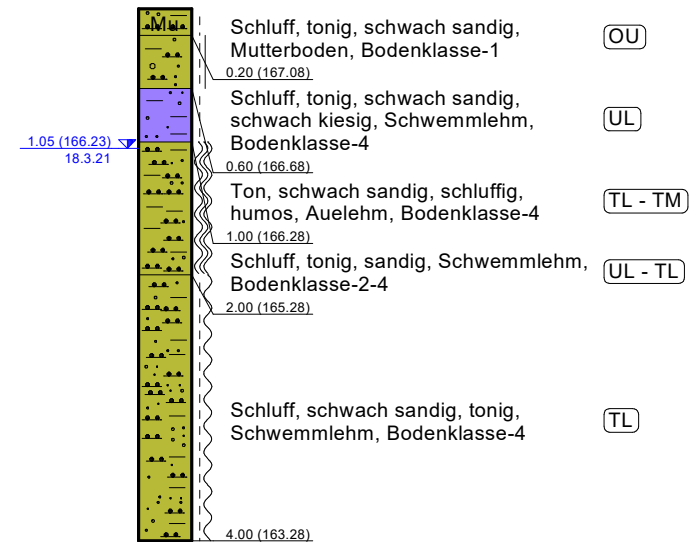 Mu
Schluff, tonig, schwach sandig,
Mutterboden, Bodenklasse-1
OU
0.20 (167.08)
Schluff, tonig, schwach sandig,
schwach kiesig, Schwemmlehm,
Bodenklasse-4
UL
1.05 (166.23)
18.3.21
0.60 (166.68)
Ton, schwach sandig, schluffig,
humos, Auelehm, Bodenklasse-4
TL - TM
1.00 (166.28)
Schluff, tonig, sandig, Schwemmlehm,
Bodenklasse-2-4
UL - TL
2.00 (165.28)
Schluff, schwach sandig, tonig,
Schwemmlehm, Bodenklasse-4
TL
4.00 (163.28)